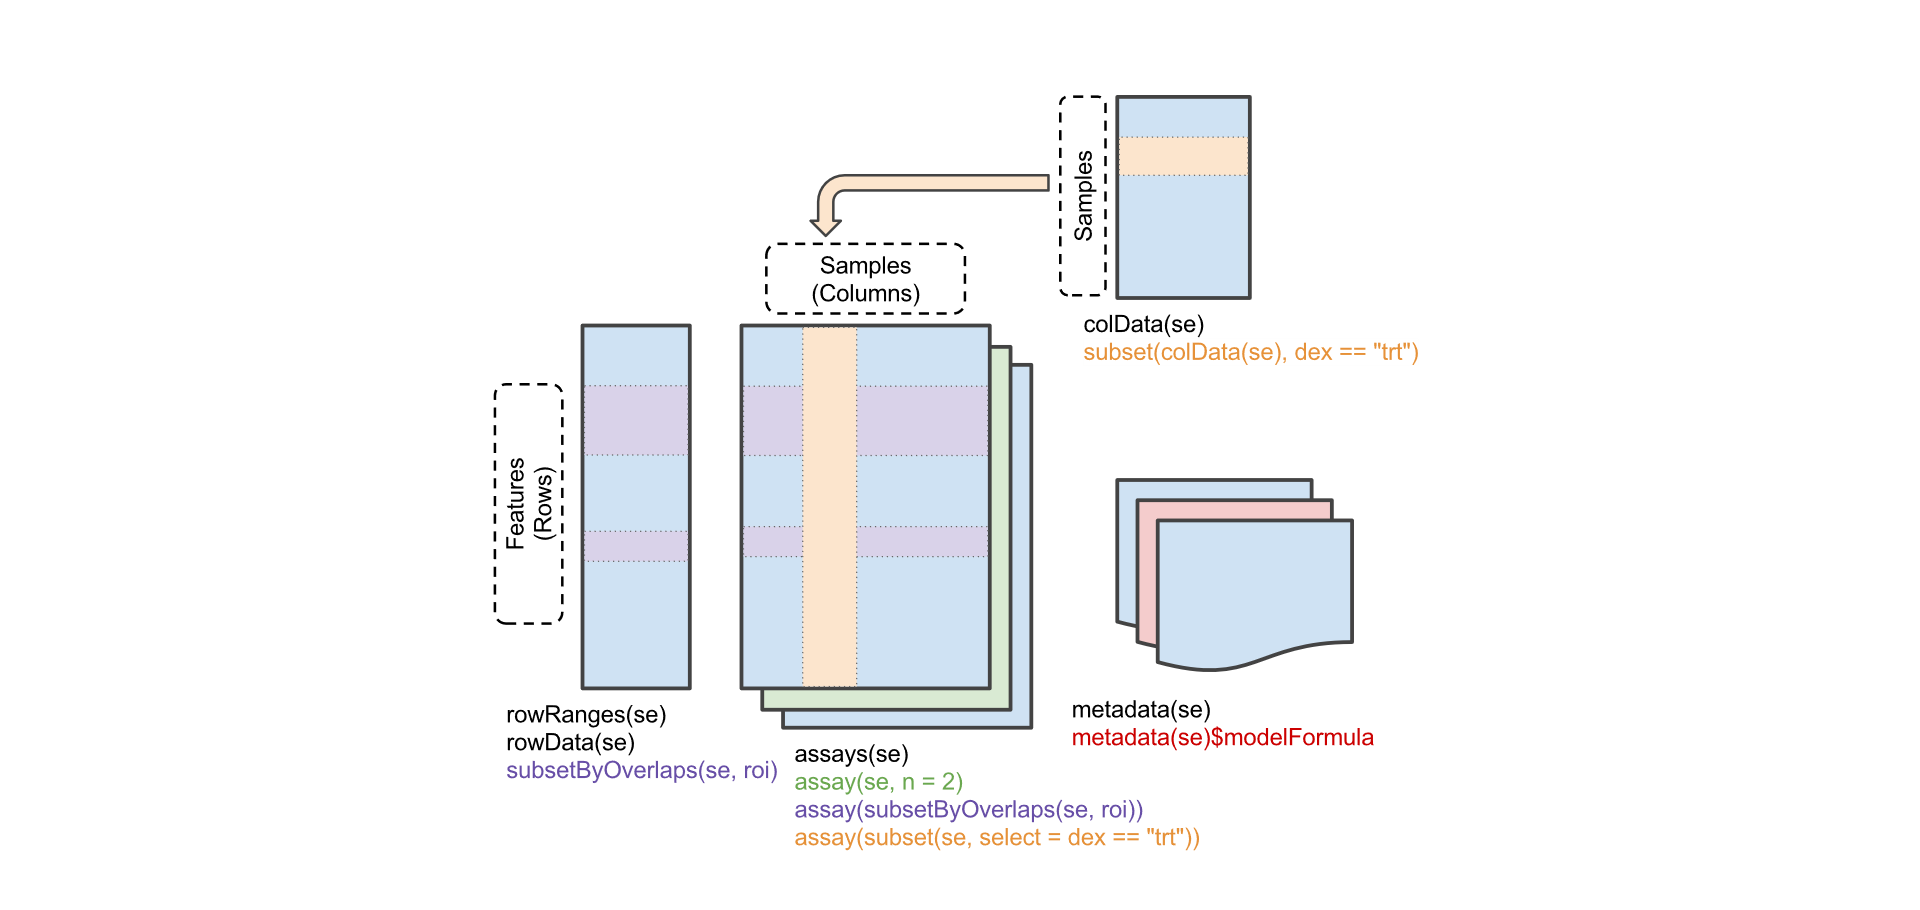 Samples
colData(se)
subset(colData(se), dex == "trt")
Samples
(Columns)
Features
(Rows)
rowRanges(se)
rowData(se)
subsetByOverlaps(se, roi)
assays(se)
assay(se, n = 2)
assay(subsetByOverlaps(se, roi))
assay(subset(se, select = dex == "trt"))
metadata(se)
metadata(se)$modelFormula